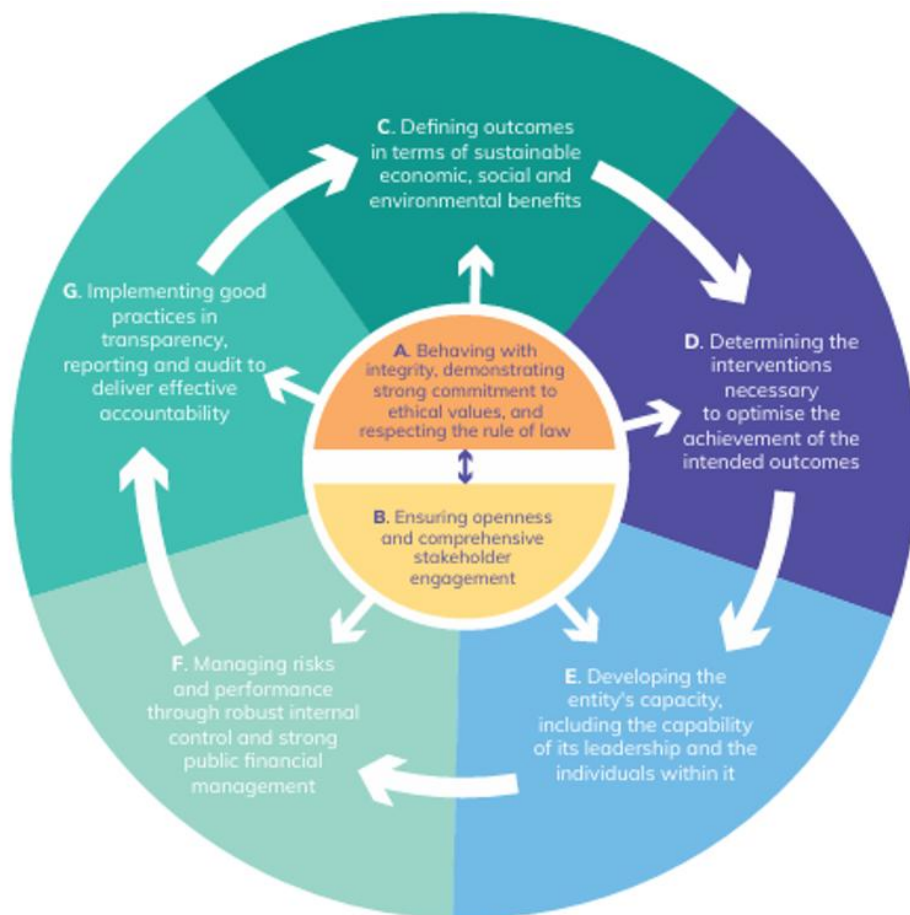 C. Defining outcomes
in terms of sustainable
economic, social and
environmental benefits
D. Determining the
interventions
necessary
to optimise the
achievement of the
intended outcomes
E. Developing the
entity's capacity,
including the capability
of its leadership and the
individuals within it
F. Managing risks
and performance
through robust internal
control and strong
public financial
management
G. Implementing good
practices in
transparency,
reporting and audit to
deliver effective
accountability
A. Behaving with
integrity, demonstrating
strong commitment to
ethical values, and
respecting the rule of law
B. Ensuring openness
and comprehensive
stakeholder
engagement